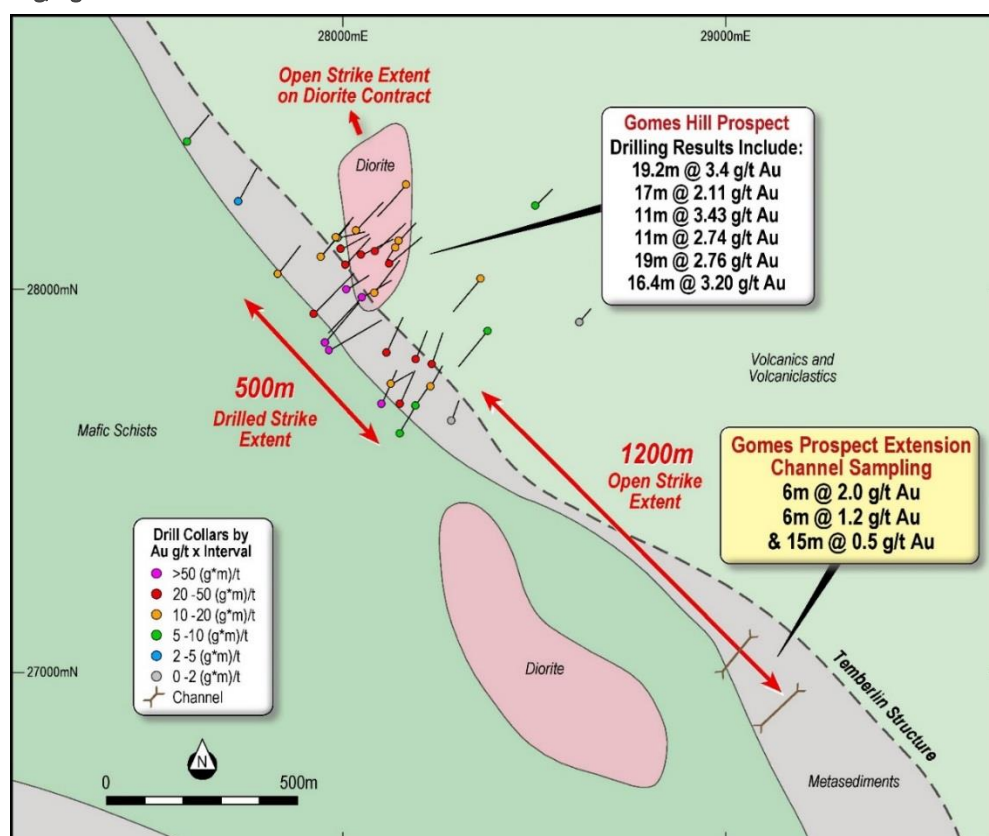 28000mE
29000mE
Open Strike Extent
on Diorite Contract
Diorite
Gomes Hill Prospect
Drilling Results Include:
19.2m @ 3.4 g/t Au
17m @ 2.11 g/t Au
11m @ 3.43 g/t Au
11m @ 2.74 g/t Au
19m @ 2.76 g/t Au
16.4m @ 3.20 g/t Au
28000mN
500m
Drilled Strike
Extent
Mafic Schists
Volcanics and
Volcaniclastics
1200m
Open Strike
Extent
Gomes Prospect Extension
Channel Sampling
6m @ 2.0 g/t Au
6m @ 1.2 g/t Au
& 15m @ 0.5 g/t Au
Drill Collars by
Au g/t x Interval
>50 (g*m)/t
20 -50 (g*m)/t
10 -20 (g*m)/t
5 -10 (g*m)/t
2 -5 (g*m)/t
0 -2 (g*m)/t
Channel
27000mN
Diorite
Temberlin Structure
Metasediments
N
0
500m